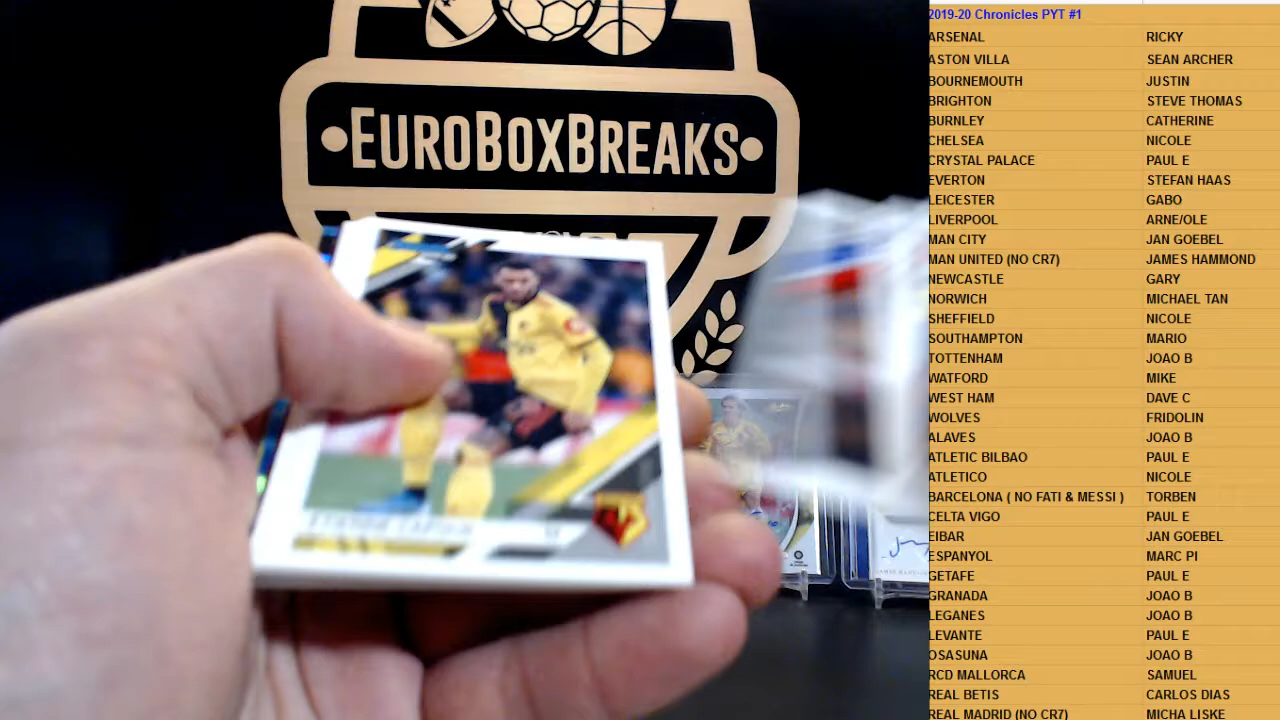 EUROBOXBREAKS
2019-20 Chronicles PYT #1
ARSENAL RICKY
ASTON VILLA SEAN ARCHER
BOURNEMOUTH JUSTIN
BRIGHTON STEVE THOMAS
BURNLEY CATHERINE
CHELSEA NICOLE
CRYSTAL PALACE PAUL E
EVERTON STEFAN HAAS
LEICESTER GABO
LIVERPOOL ARNE/OLE
MAN CITY JAN GOEBEL
MAN UNITED (NO CR7) JAMES HAMMOND
NEWCASTLE GARY
NORWICH MICHAEL TAN
SHEFFIELD NICOLE
SOUTHAMPTON MARIO
TOTTENHAM JOAO B
WATFORD MIKE
WEST HAM DAVE C
WOLVES FRIDOLIN
ALAVES JOAO B
ATLETIC BILBAO PAUL E
ATLETICO NICOLE
BARCELONA ( NO FATI & MESSI ) TORBEN
CELTA VIGO PAUL E
EIBAR JAN GOEBEL
ESPANYOL MARC PI
GETAFE PAUL E
GRANADA JOAO B
LEGANES JOAO B
LEVANTE PAUL E
OSASUNA JOAO B
RCD MALLORCA SAMUEL
REAL BETIS CARLOS DIAS
REAL MADRID (NO CR7) MICHA LISKE